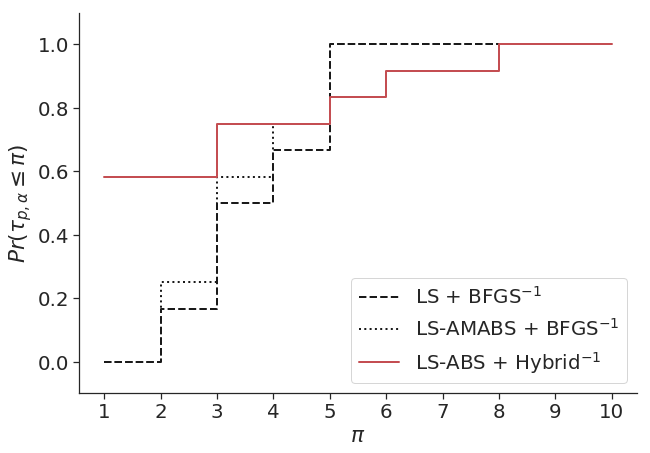 1.0
0.8
0.6
0.4
0.2
0.0
Pr(τ_{p,α} ≤ π)
LS + BFGS⁻¹
LS-AMABS + BFGS⁻¹
LS-ABS + Hybrid⁻¹
1 2 3 4 5 6 7 8 9 10
π